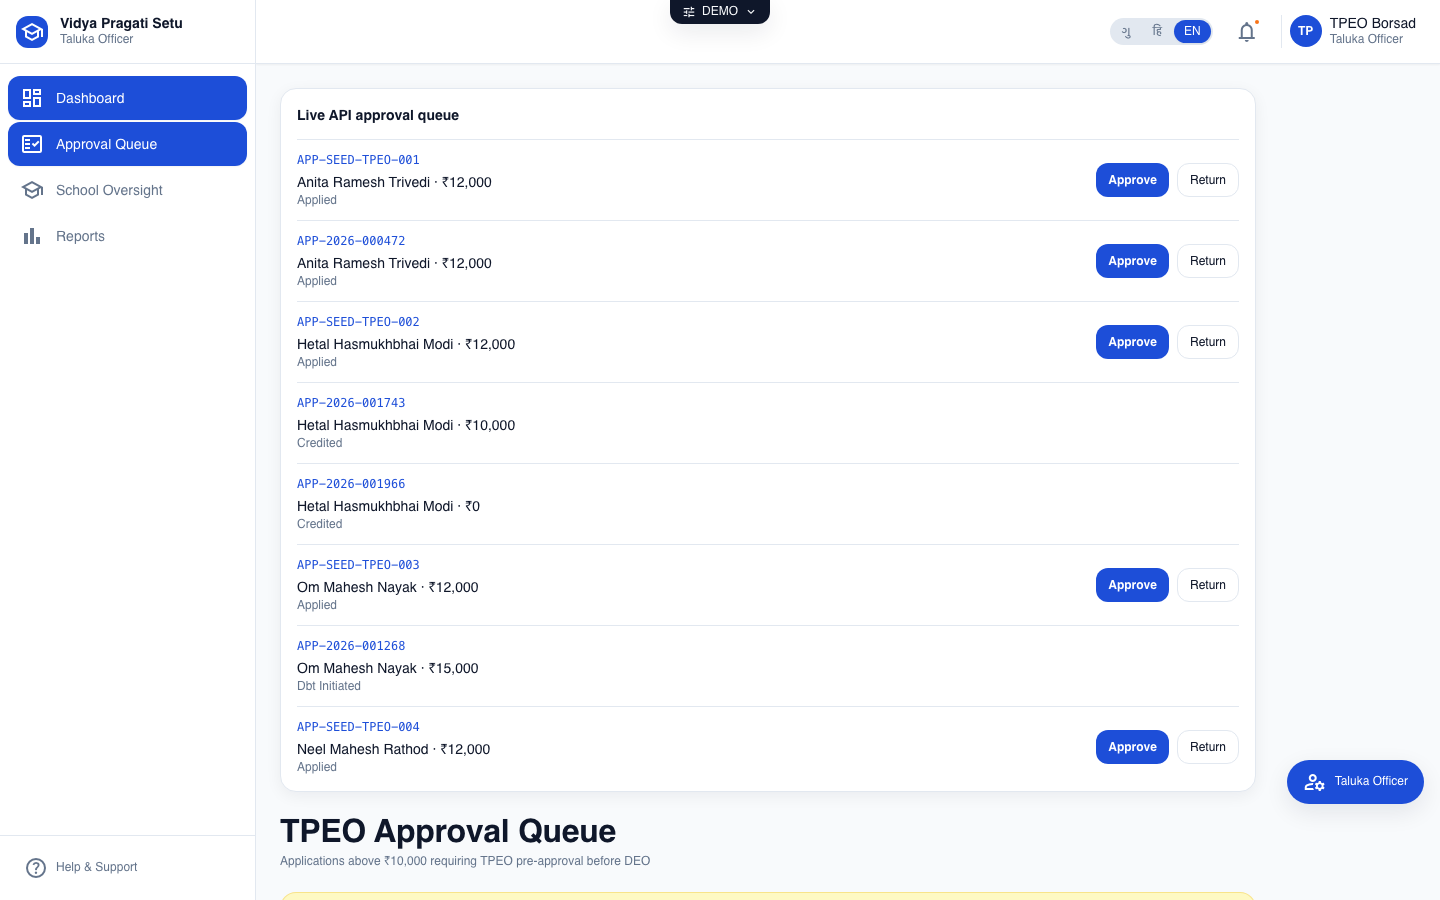 DEMO
Vidya Pragati Setu
Taluka Officer
ગુ
हि
EN
TP
TPEO Borsad
Taluka Officer
Dashboard
Approval Queue
School Oversight
Reports
Live API approval queue
APP-SEED-TPEO-001
Anita Ramesh Trivedi · ₹12,000
Applied
Approve
Return
APP-2026-000472
Anita Ramesh Trivedi · ₹12,000
Applied
Approve
Return
APP-SEED-TPEO-002
Hetal Hasmukhbhai Modi · ₹12,000
Applied
Approve
Return
APP-2026-001743
Hetal Hasmukhbhai Modi · ₹10,000
Credited
APP-2026-001966
Hetal Hasmukhbhai Modi · ₹0
Credited
APP-SEED-TPEO-003
Om Mahesh Nayak · ₹12,000
Applied
Approve
Return
APP-2026-001268
Om Mahesh Nayak · ₹15,000
Dbt Initiated
APP-SEED-TPEO-004
Neel Mahesh Rathod · ₹12,000
Applied
Approve
Return
Taluka Officer
TPEO Approval Queue
Applications above ₹10,000 requiring TPEO pre-approval before DEO
Help & Support